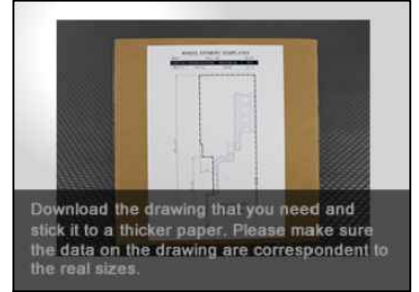 Download the drawing that you need and
stick it to a thicker paper. Please make sure
the data on the drawing are correspondent to
the real sizes.